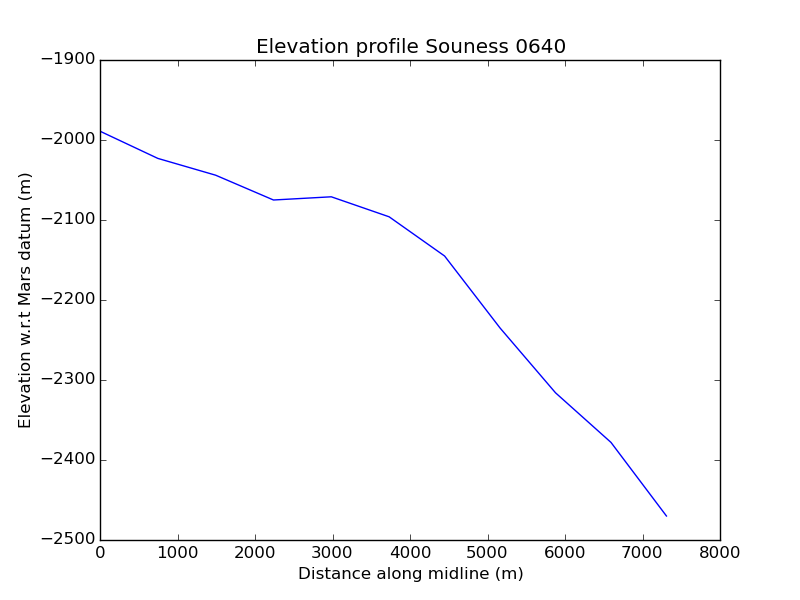 Elevation profile Souness 0640
−1900
−2000
−2100
−2200
−2300
−2400
−2500
Elevation w.r.t Mars datum (m)
0 1000 2000 3000 4000 5000 6000 7000 8000
Distance along midline (m)